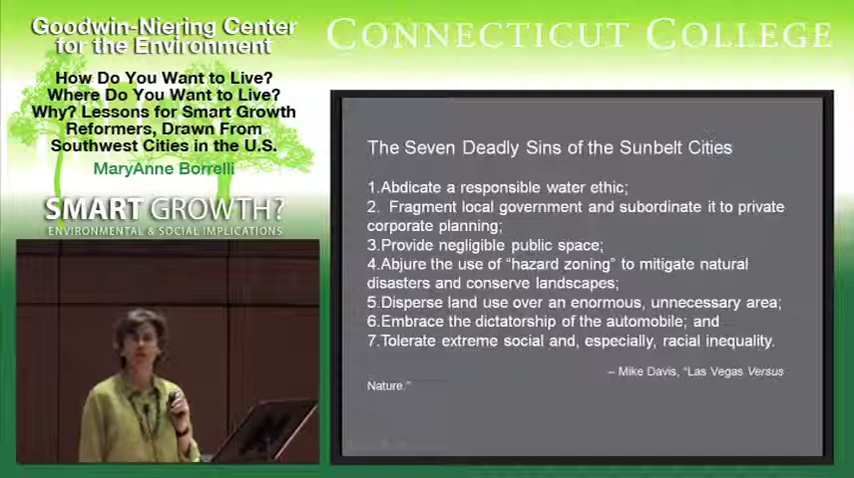 Goodwin-Niering Center
for the Environment
How Do You Want to Live?
Where Do You Want to Live?
Why? Lessons for Smart Growth
Reformers, Drawn From
Southwest Cities in the U.S.
MaryAnne Borrelli
SMART GROWTH?
ENVIRONMENTAL & SOCIAL IMPLICATIONS
CONNECTICUT COLLEGE
The Seven Deadly Sins of the Sunbelt Cities
1.Abdicate a responsible water ethic;
2. Fragment local government and subordinate it to private
corporate planning;
3.Provide negligible public space;
4.Abjure the use of “hazard zoning” to mitigate natural
disasters and conserve landscapes;
5.Disperse land use over an enormous, unnecessary area;
6.Embrace the dictatorship of the automobile; and
7.Tolerate extreme social and, especially, racial inequality.
– Mike Davis, “Las Vegas Versus
Nature.”